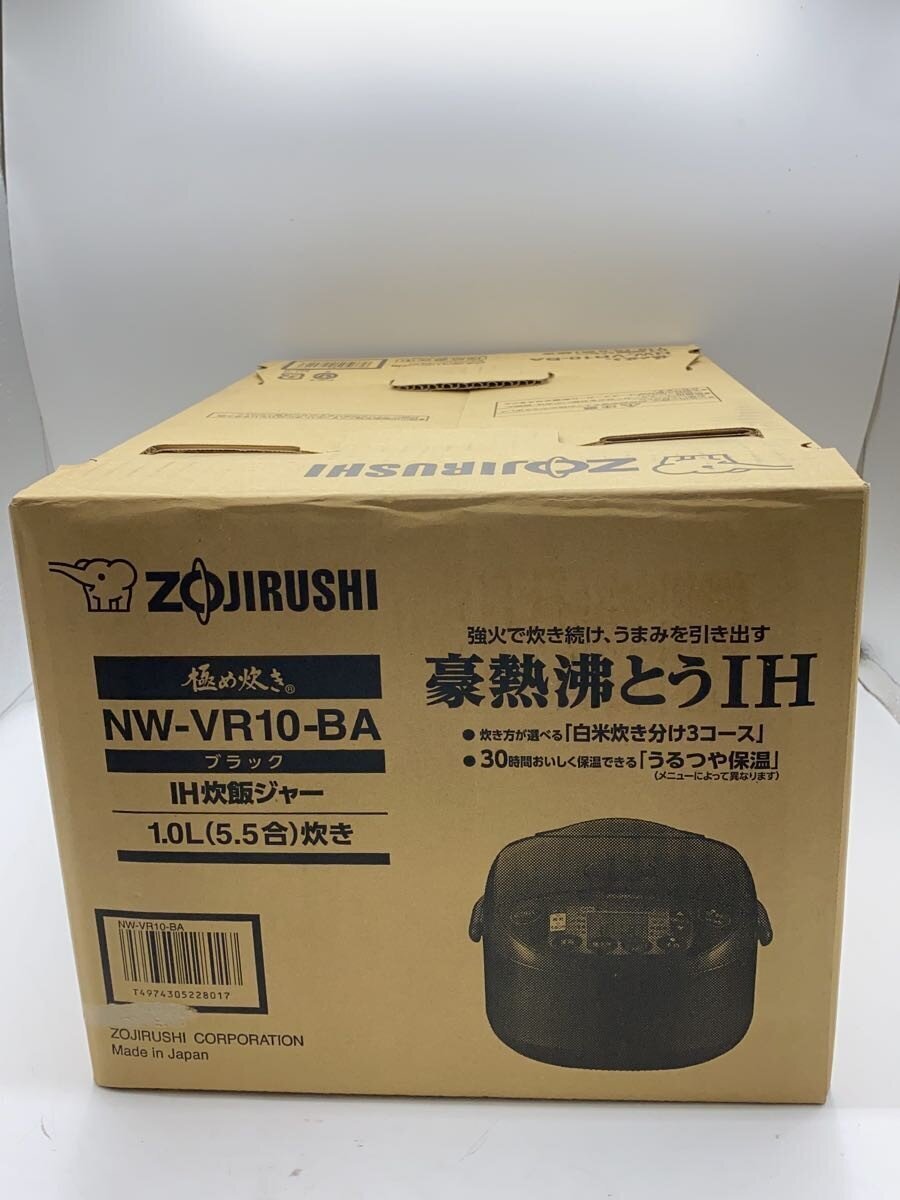 NW-VR10-BA
ZOJIRUSHI
ZOJIRUSHI
極め炊き®
NW-VR10-BA
ブラック
IH炊飯ジャー
1.0L(5.5合)炊き
強火で炊き続け、うまみを引き出す
豪熱沸とうIH
● 炊き方が選べる「白米炊き分け3コース」
● 30時間おいしく保温できる「うるつや保温」
(メニューによって異なります)
NW-VR10-BA
T4974305228017
ZOJIRUSHI CORPORATION
Made in Japan